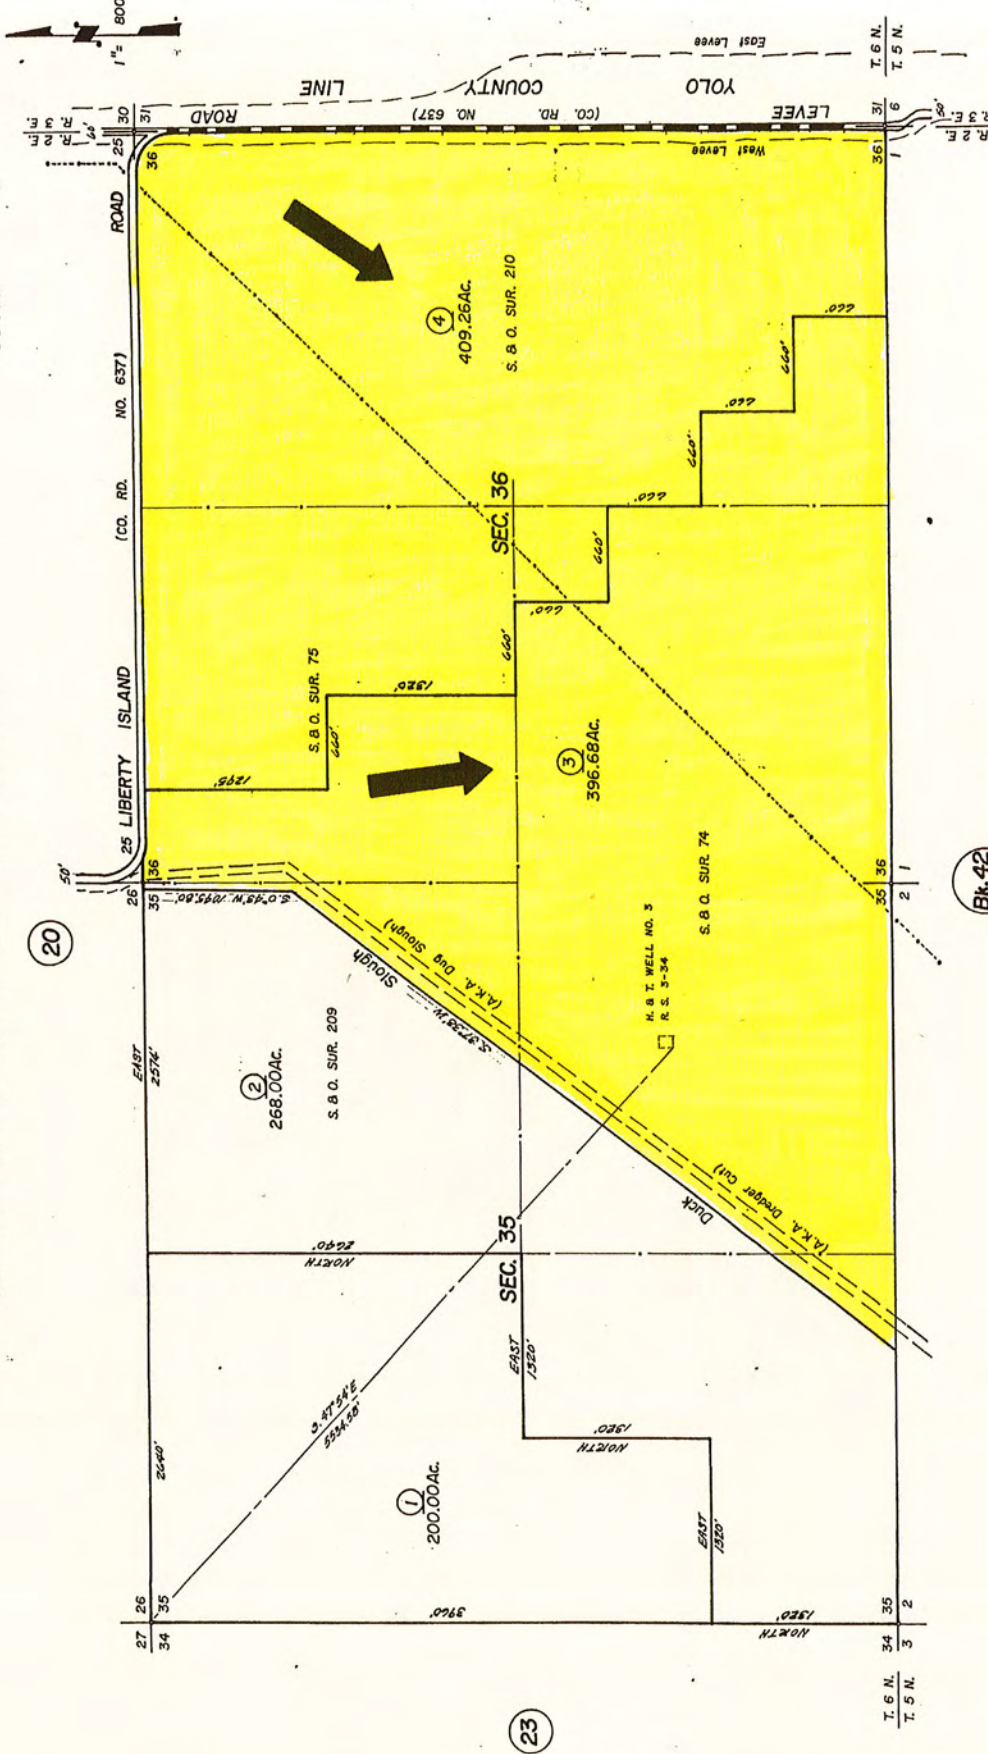 1"= 800
T. 6 N.
T. 5 N.
East Levee
YOLO COUNTY LINE
LEVEE (CO. RD. NO. 637) ROAD
West Levee
30
31
R. 3 E.
R. 2 E.
60'
25
36
31
6
50'
R. 3 E.
R. 2 E.
36
1
25 LIBERTY ISLAND (CO. RD. NO. 637) ROAD
4
409.26Ac.
S. & O. SUR. 210
660'
660'
660'
660'
660'
660'
660'
660'
SEC. 36
S. & O. SUR. 75
1295'
660'
1320'
3
396.68Ac.
S. & O. SUR. 74
50'
26
35
36
20
S. 0°43'W. 1095.80'
Slough
(A.K.A. Dug Slough)
S. 37°38'W.
H. & T. WELL NO. 3
R. S. 3-34
35
36
2
1
Bk. 42
EAST
2574'
2
268.00Ac.
S. & O. SUR. 209
Duck
(A.K.A. Dredger Cut)
NORTH 2640'
SEC. 35
EAST
1320'
NORTH 1320'
2640'
S. 47°54'E
5534.58'
1
200.00Ac.
EAST
1320'
3960'
NORTH 1320'
27
26
34
35
34
35
3
2
T. 6 N.
T. 5 N.
23